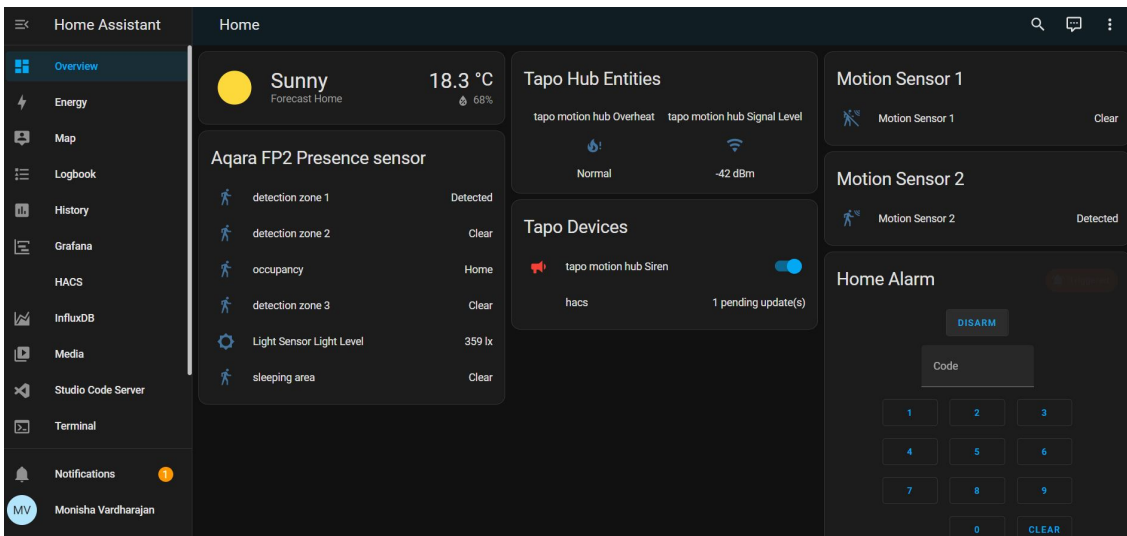 Home Assistant
Overview
Energy
Map
Logbook
History
Grafana
HACS
InfluxDB
Media
Studio Code Server
Terminal
Notifications 1
MV Monisha Vardharajan
Home
Sunny 18.3 °C
Forecast Home 68%
Aqara FP2 Presence sensor
detection zone 1 Detected
detection zone 2 Clear
occupancy Home
detection zone 3 Clear
Light Sensor Light Level 359 lx
sleeping area Clear
Tapo Hub Entities
tapo motion hub Overheat tapo motion hub Signal Level
Normal -42 dBm
Tapo Devices
tapo motion hub Siren
hacs 1 pending update(s)
Motion Sensor 1
Motion Sensor 1 Clear
Motion Sensor 2
Motion Sensor 2 Detected
Home Alarm
DISARM
Code
1 2 3
4 5 6
7 8 9
0 CLEAR